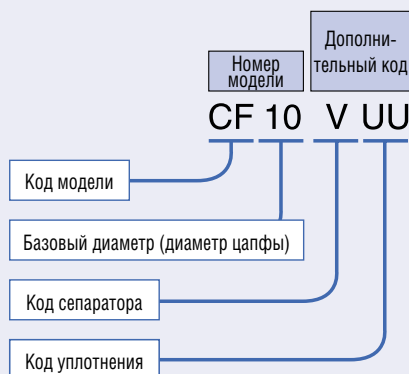 Дополни-
тельный код
Номер
модели
CF 10 V UU
Код модели
Базовый диаметр (диаметр цапфы)
Код сепаратора
Код уплотнения